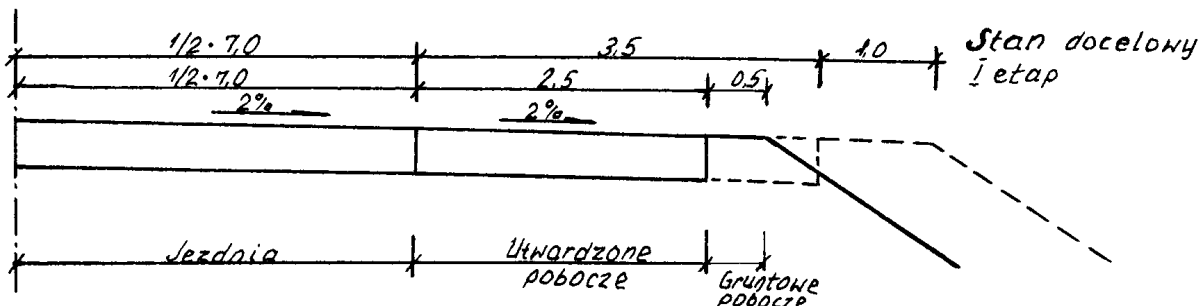 1/2 · 7,0
3,5
1,0
Stan docelowy
1/2 · 7,0
2,5
0,5
I etap
2%
2%
Jezdnia
Utwardzone
pobocze
Gruntowe
pobocze